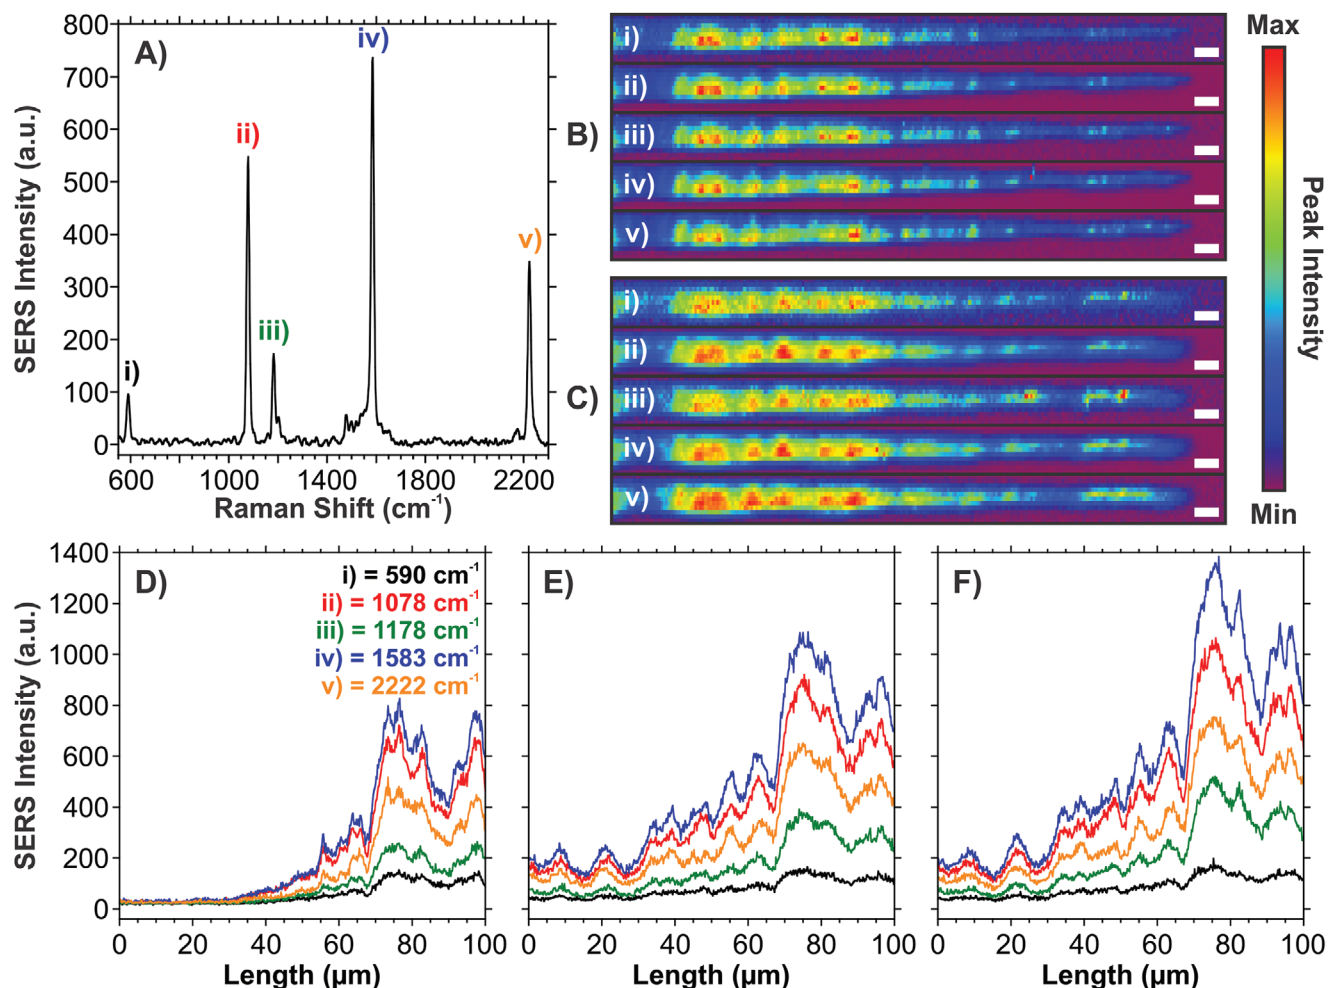 A)
SERS Intensity (a.u.)
800
700
600
500
400
300
200
100
0
i)
ii)
iii)
iv)
v)
600 1000 1400 1800 2200
Raman Shift (cm⁻¹)
B)
i)
ii)
iii)
iv)
v)
C)
i)
ii)
iii)
iv)
v)
Max
Peak Intensity
Min
D)
SERS Intensity (a.u.)
1400
1200
1000
800
600
400
200
0
i) = 590 cm⁻¹
ii) = 1078 cm⁻¹
iii) = 1178 cm⁻¹
iv) = 1583 cm⁻¹
v) = 2222 cm⁻¹
0 20 40 60 80 100
Length (µm)
E)
0 20 40 60 80 100
Length (µm)
F)
0 20 40 60 80 100
Length (µm)